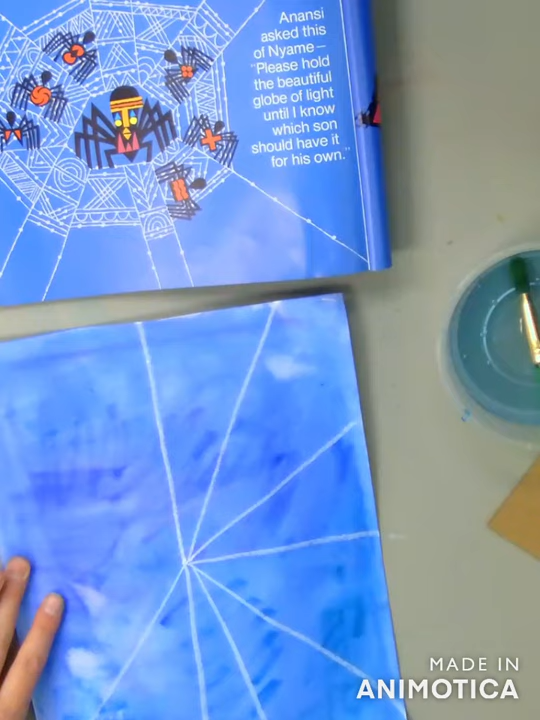 Anansi
asked this
of Nyame—
"Please hold
the beautiful
globe of light
until I know
which son
should have it
for his own."
MADE IN
ANIMOTICA